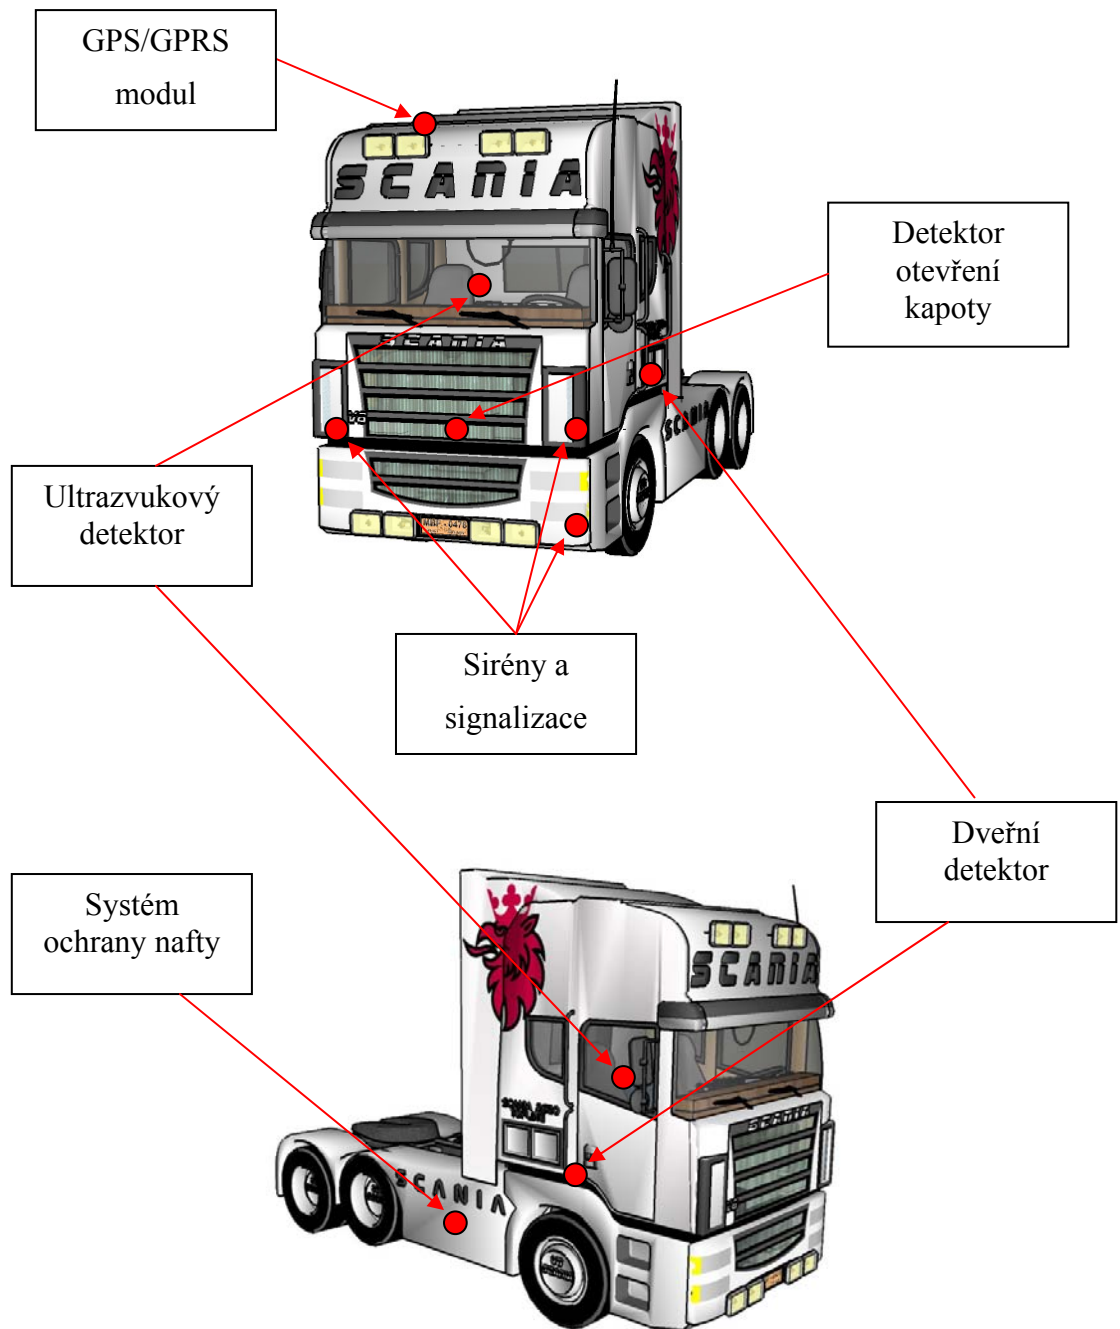 GPS/GPRS
modul
SCANIA
Detektor
otevření
kapoty
SCANIA
V8
SCANIA
Ultrazvukový
detektor
Sirény a
signalizace
Dveřní
detektor
Systém
ochrany nafty
SCANIA
SCANIA
SCANIA